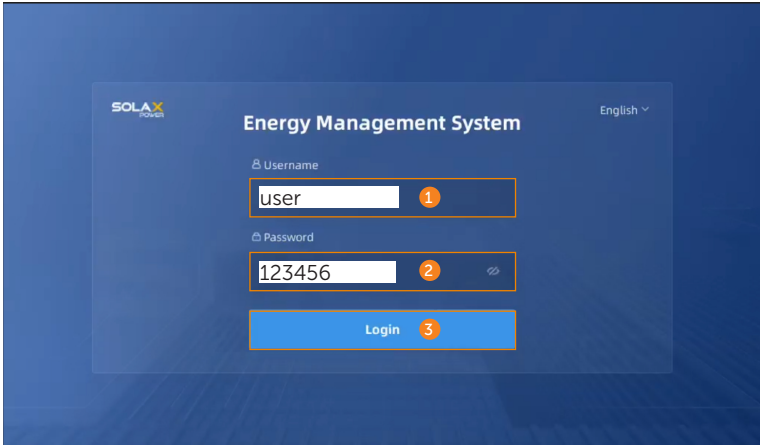 SOLAX
POWER
English
Energy Management System
Username
user 1
Password
123456 2
Login 3